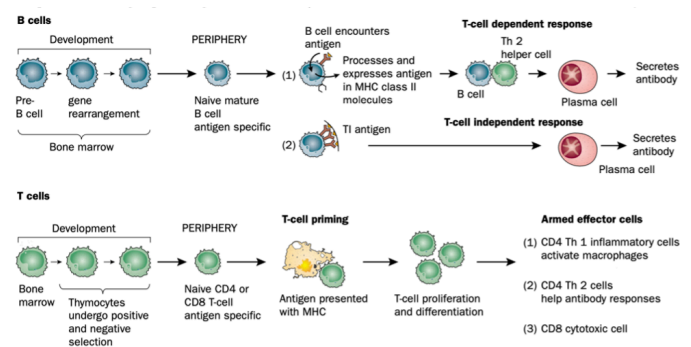 B cells
Development
PERIPHERY
B cell encounters
antigen
T-cell dependent response
Th 2
helper cell
(1)
Processes and
expresses antigen
in MHC class II
molecules
B cell
Plasma cell
Secretes
antibody
Pre-
B cell
gene
rearrangement
Naive mature
B cell
antigen specific
Bone marrow
(2)
TI antigen
T-cell independent response
Secretes
antibody
Plasma cell
T cells
Development
PERIPHERY
T-cell priming
Armed effector cells
(1) CD4 Th 1 inflammatory cells
activate macrophages
(2) CD4 Th 2 cells
help antibody responses
(3) CD8 cytotoxic cell
Bone
marrow
Thymocytes
undergo positive
and negative
selection
Naive CD4 or
CD8 T-cell
antigen specific
Antigen presented
with MHC
T-cell proliferation
and differentiation